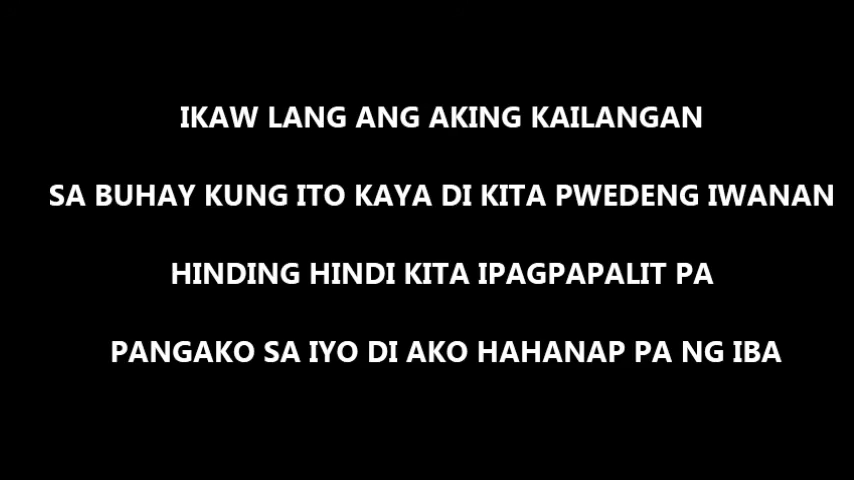 IKAW LANG ANG AKING KAILANGAN
SA BUHAY KUNG ITO KAYA DI KITA PWEDENG IWANAN
HINDING HINDI KITA IPAGPAPALIT PA
PANGAKO SA IYO DI AKO HAHANAP PA NG IBA